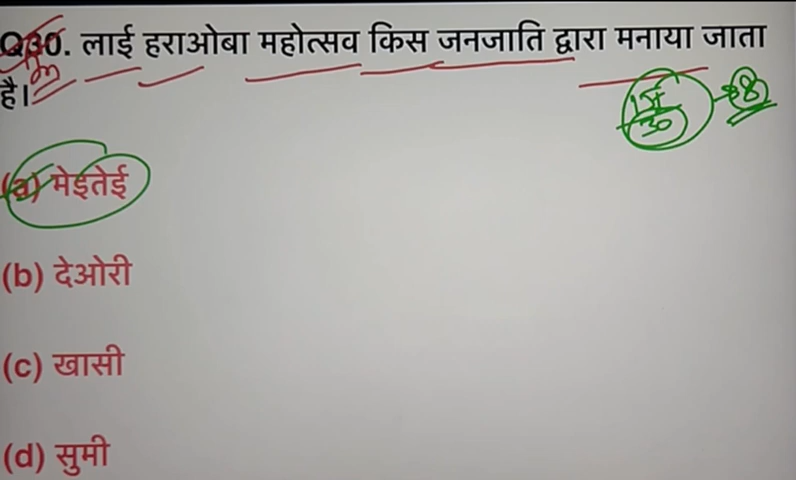 Q30. लाई हराओबा महोत्सव किस जनजाति द्वारा मनाया जाता
है।
(a) मेइतेई
(b) देओरी
(c) खासी
(d) सुमी